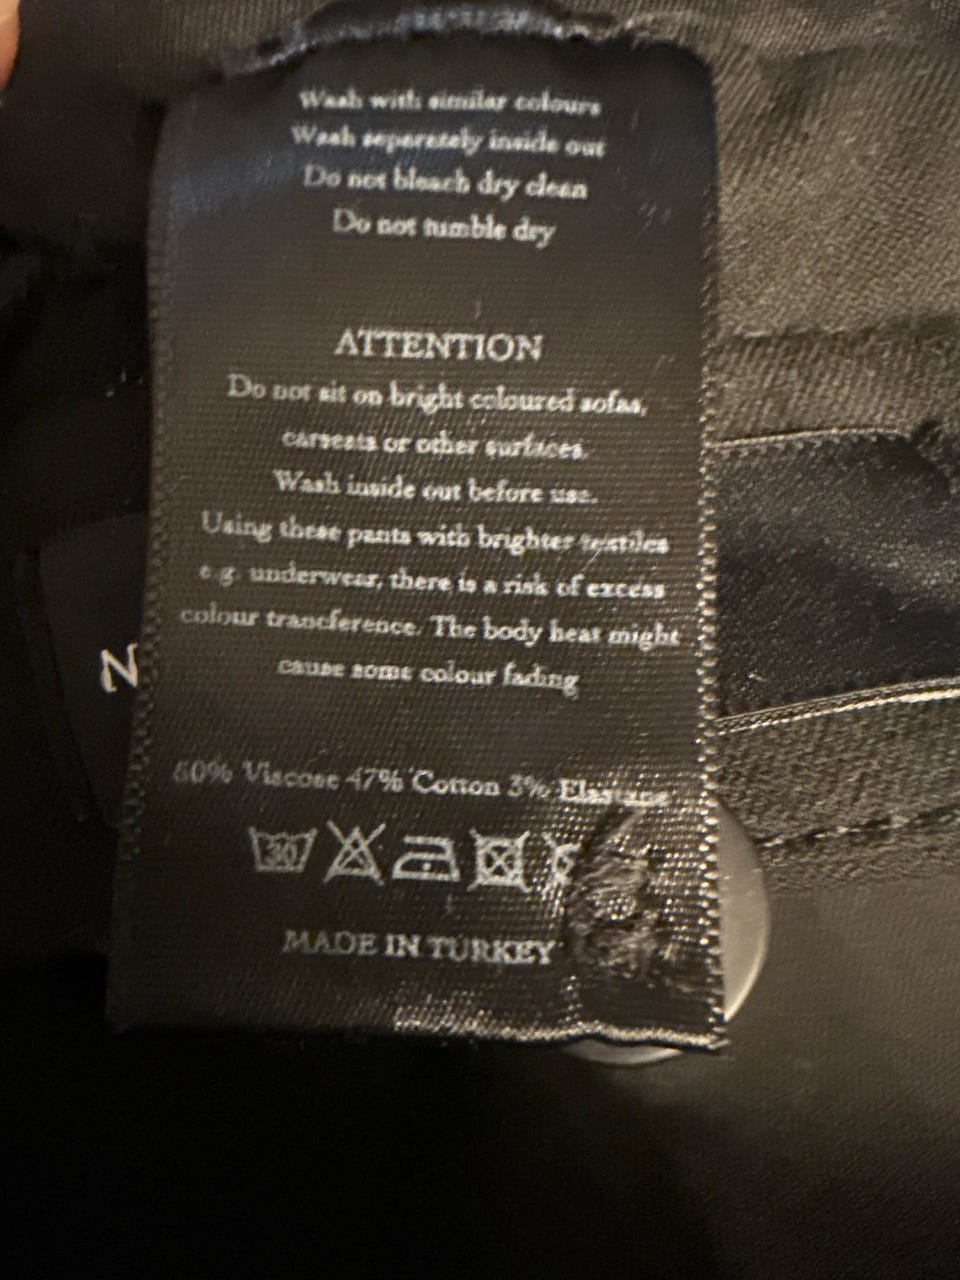 Wash with similar colours
Wash seperetely inside out
Do not bleach dry clean
Do not tumble dry
ATTENTION
Do not sit on bright coloured sofas,
carseats or other surfaces.
Wash inside out before use.
Using these pants with brighter textiles
e.g. underwear, there is a risk of excess
colour transference. The body heat might
cause some colour fading
Viscose 47% Cotton 3% Elastane
30
MADE IN TURKEY
N